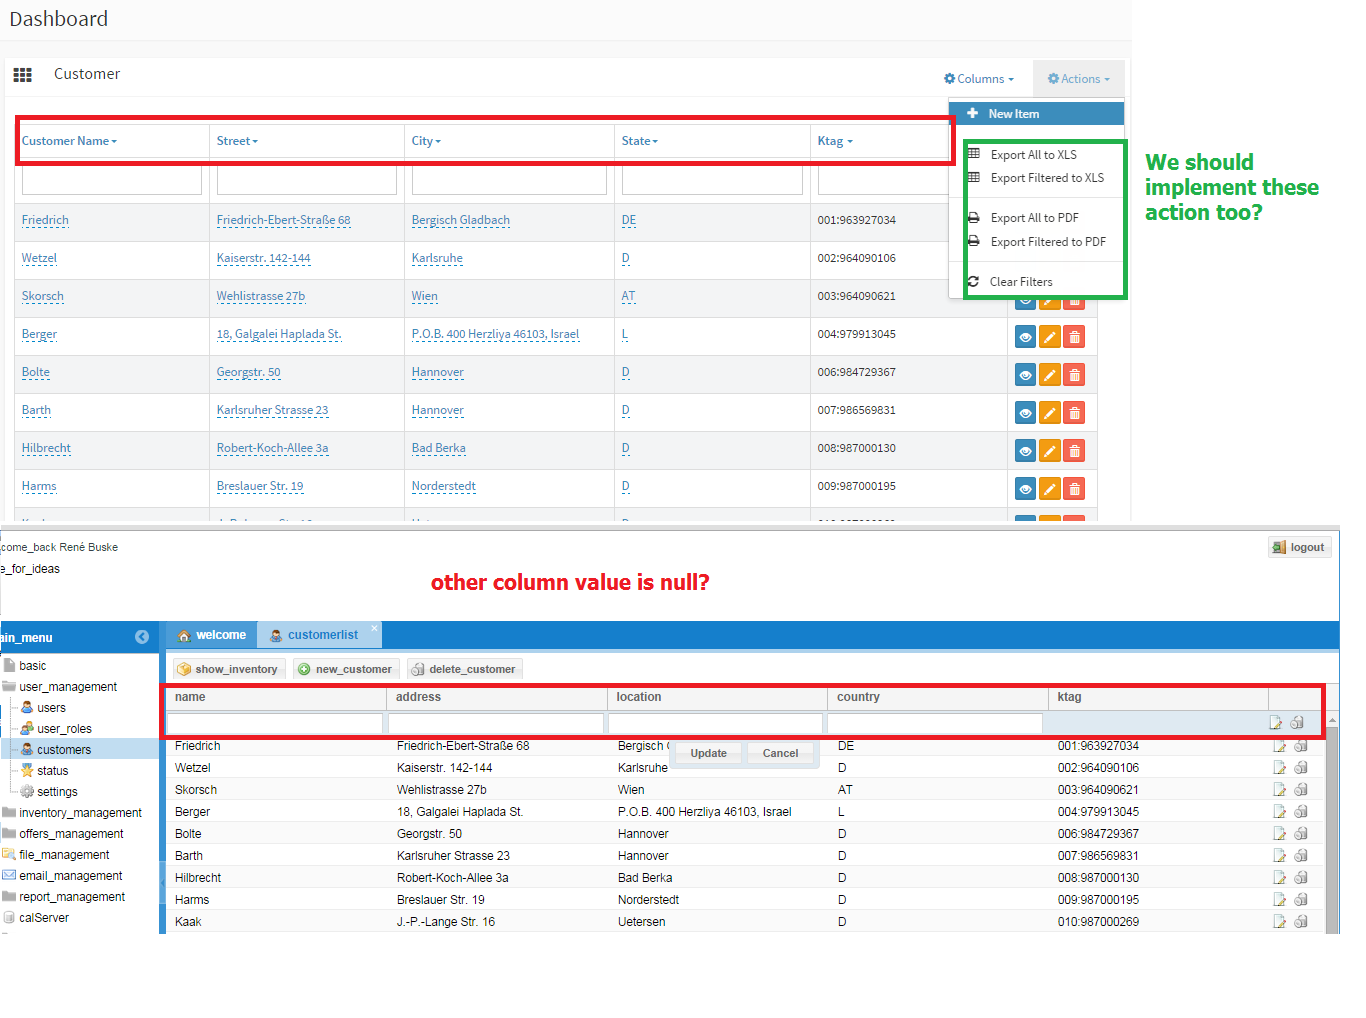 Dashboard
Customer
Columns
Actions
New Item
Export All to XLS
Export Filtered to XLS
Export All to PDF
Export Filtered to PDF
Clear Filters
We should
implement these
action too?
Customer Name Street City State Ktag
Friedrich Friedrich-Ebert-Straße 68 Bergisch Gladbach DE 001:963927034
Wetzel Kaiserstr. 142-144 Karlsruhe D 002:964090106
Skorsch Wehlistrasse 27b Wien AT 003:964090621
Berger 18, Galgalei Haplada St. P.O.B. 400 Herzliya 46103, Israel L 004:979913045
Bolte Georgstr. 50 Hannover D 006:984729367
Barth Karlsruher Strasse 23 Hannover D 007:986569831
Hilbrecht Robert-Koch-Allee 3a Bad Berka D 008:987000130
Harms Breslauer Str. 19 Norderstedt D 009:987000195
come_back René Buske
logout
e_for_ideas
other column value is null?
ain_menu
basic
user_management
users
user_roles
customers
status
settings
inventory_management
offers_management
file_management
email_management
report_management
calServer
welcome customerlist
show_inventory new_customer delete_customer
name address location country ktag
Friedrich Friedrich-Ebert-Straße 68 Bergisch DE 001:963927034
Update Cancel
Wetzel Kaiserstr. 142-144 Karlsruhe D 002:964090106
Skorsch Wehlistrasse 27b Wien AT 003:964090621
Berger 18, Galgalei Haplada St. P.O.B. 400 Herzliya 46103, Israel L 004:979913045
Bolte Georgstr. 50 Hannover D 006:984729367
Barth Karlsruher Strasse 23 Hannover D 007:986569831
Hilbrecht Robert-Koch-Allee 3a Bad Berka D 008:987000130
Harms Breslauer Str. 19 Norderstedt D 009:987000195
Kaak J.-P.-Lange Str. 16 Uetersen D 010:987000269